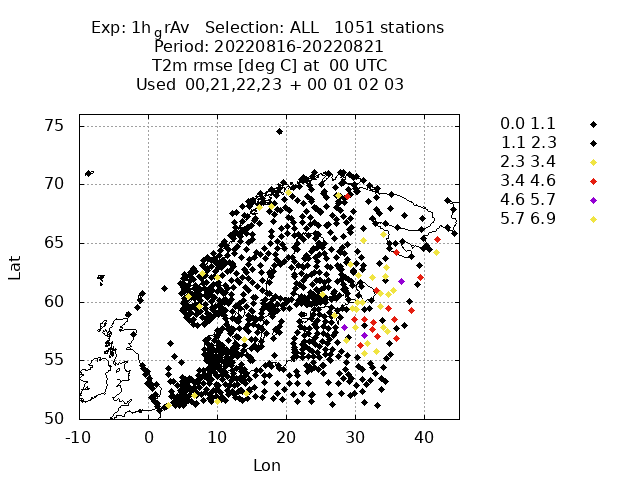 Exp: 1h grAv Selection: ALL 1051 stations
Period: 20220816-20220821
T2m rmse [deg C] at 00 UTC
Used 00,21,22,23 + 00 01 02 03
75
70
65
60
55
50
-10 0 10 20 30 40
Lat
Lon
0.0 1.1
1.1 2.3
2.3 3.4
3.4 4.6
4.6 5.7
5.7 6.9